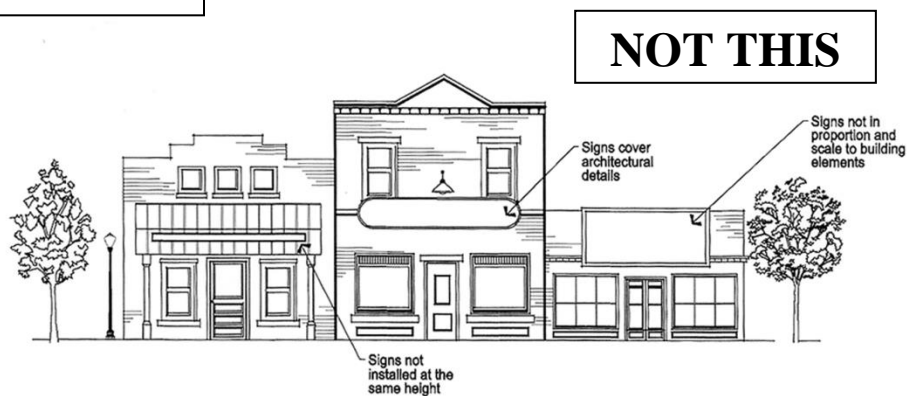 NOT THIS
Signs cover
architectural
details
Signs not in
proportion and
scale to building
elements
Signs not
installed at the
same height